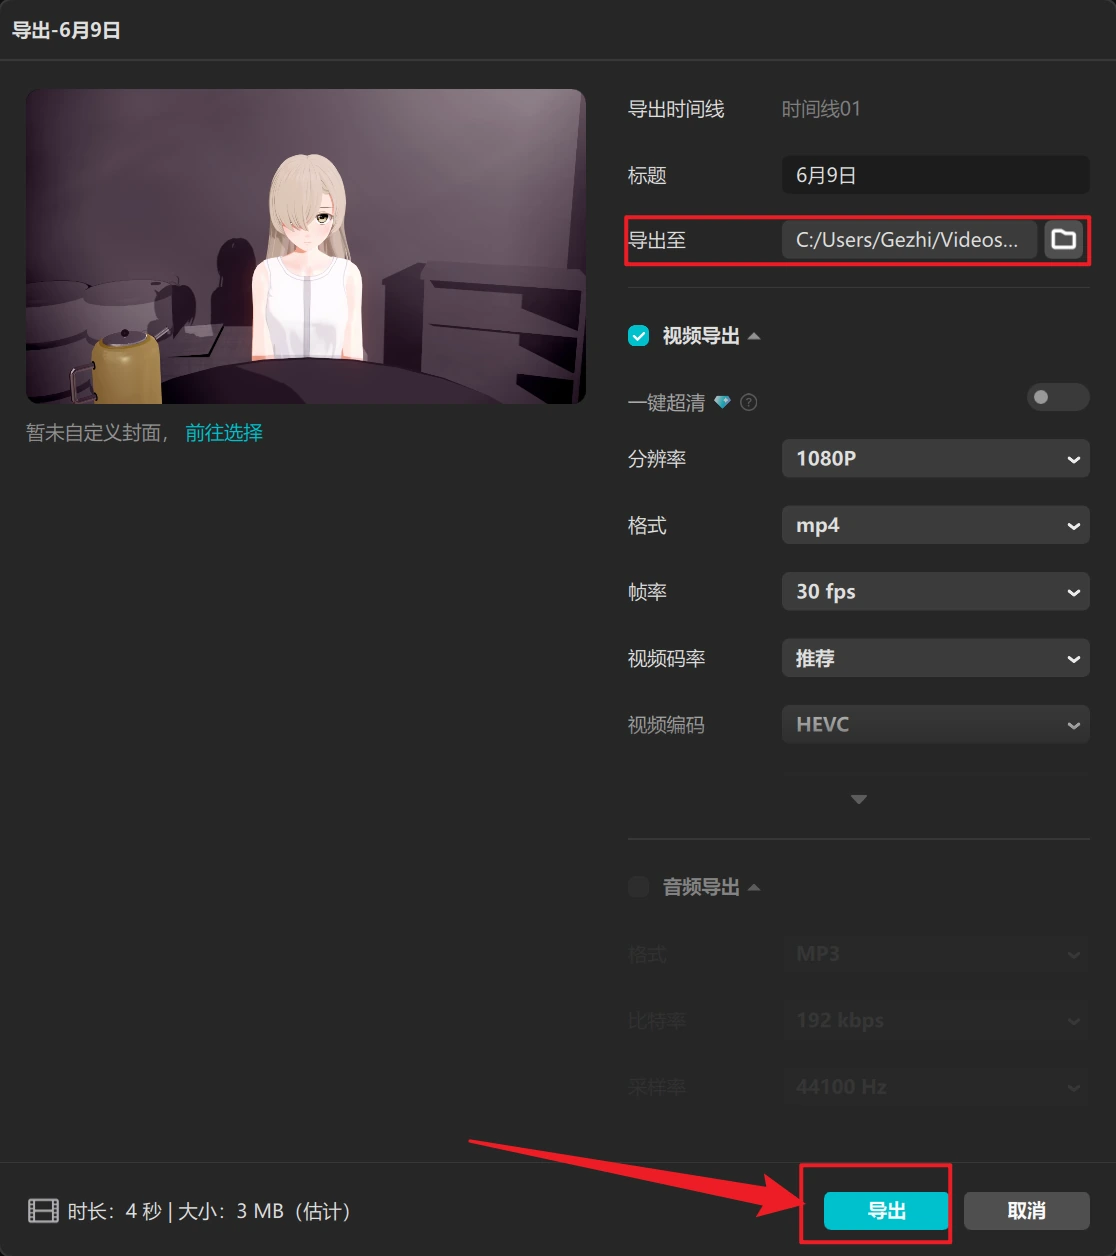 导出-6月9日
暂未自定义封面， 前往选择
导出时间线 时间线01
标题 6月9日
导出至 C:/Users/Gezhi/Videos...
视频导出
一键超清 ?
分辨率 1080P
格式 mp4
帧率 30 fps
视频码率 推荐
视频编码 HEVC
音频导出
格式 MP3
比特率 192 kbps
采样率 44100 Hz
时长：4 秒 | 大小：3 MB（估计）
导出 取消